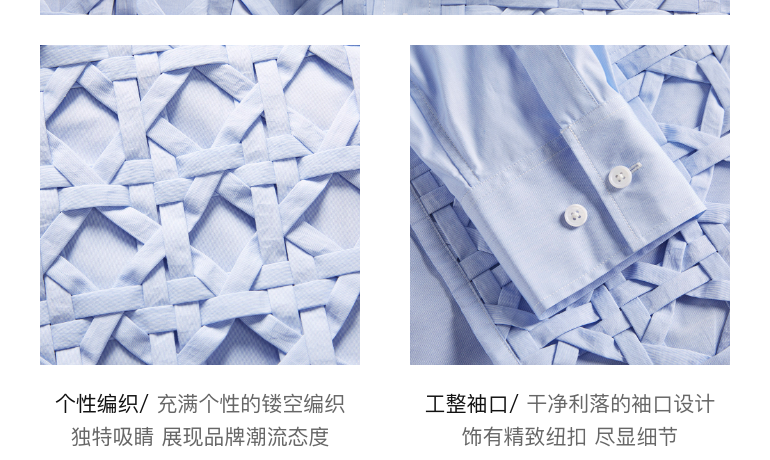 个性编织/ 充满个性的镂空编织
独特吸睛 展现品牌潮流态度
工整袖口/ 干净利落的袖口设计
饰有精致纽扣 尽显细节